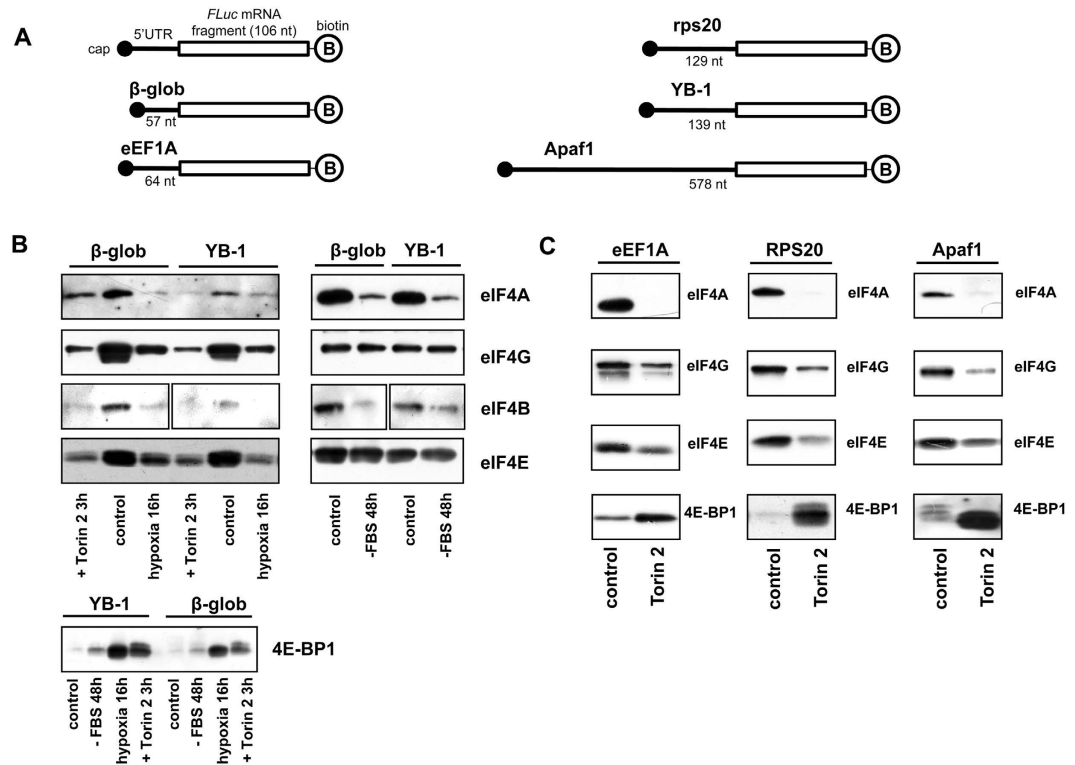 A
cap
5'UTR
FLuc mRNA
fragment (106 nt)
biotin
B
β-glob
57 nt
B
eEF1A
64 nt
B
rps20
129 nt
B
YB-1
139 nt
B
Apaf1
578 nt
B
B
β-glob YB-1
β-glob YB-1
eIF4A
eIF4G
eIF4B
eIF4E
+ Torin 2 3h
control
hypoxia 16h
+ Torin 2 3h
control
hypoxia 16h
control
-FBS 48h
control
-FBS 48h
YB-1 β-glob
4E-BP1
control
- FBS 48h
hypoxia 16h
+ Torin 2 3h
control
- FBS 48h
hypoxia 16h
+ Torin 2 3h
C
eEF1A
eIF4A
eIF4G
eIF4E
4E-BP1
control
Torin 2
RPS20
eIF4A
eIF4G
eIF4E
4E-BP1
control
Torin 2
Apaf1
eIF4A
eIF4G
eIF4E
4E-BP1
control
Torin 2